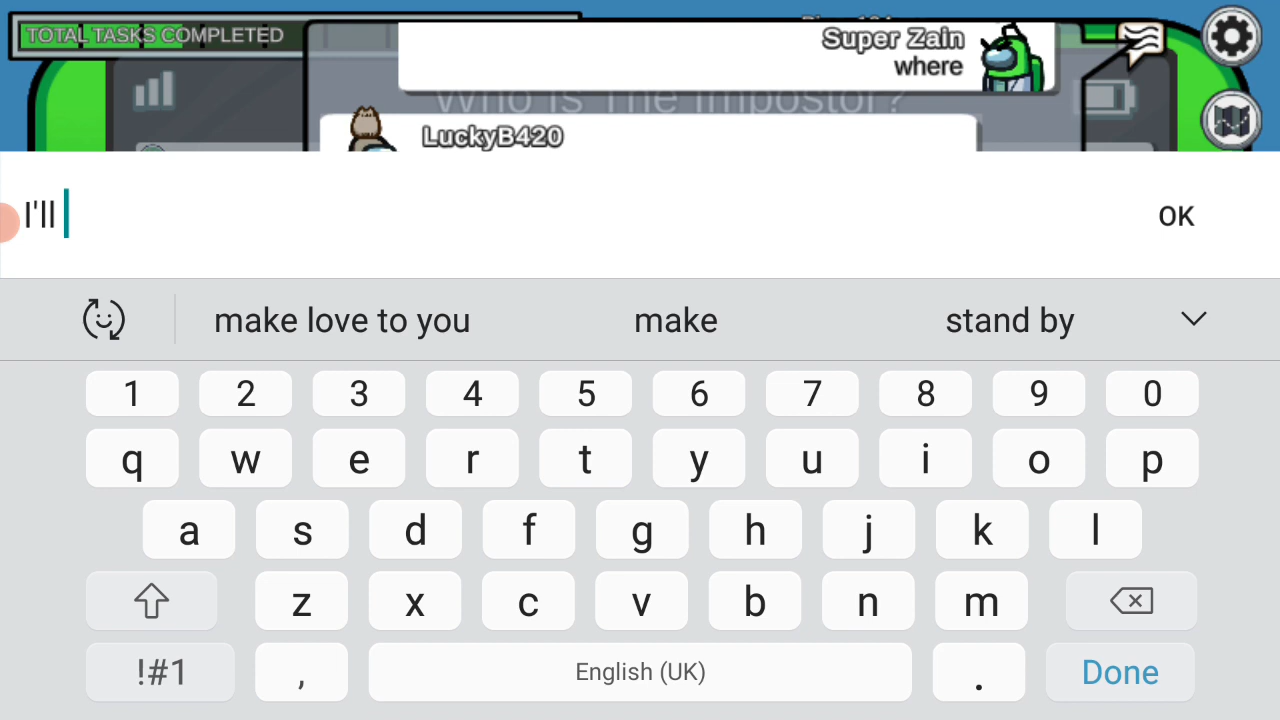 TOTAL TASKS COMPLETED
Super Zain
where
Who Is The Impostor?
LuckyB420
I'll
OK
make love to you make stand by
1 2 3 4 5 6 7 8 9 0
q w e r t y u i o p
a s d f g h j k l
z x c v b n m
!#1 , English (UK) . Done